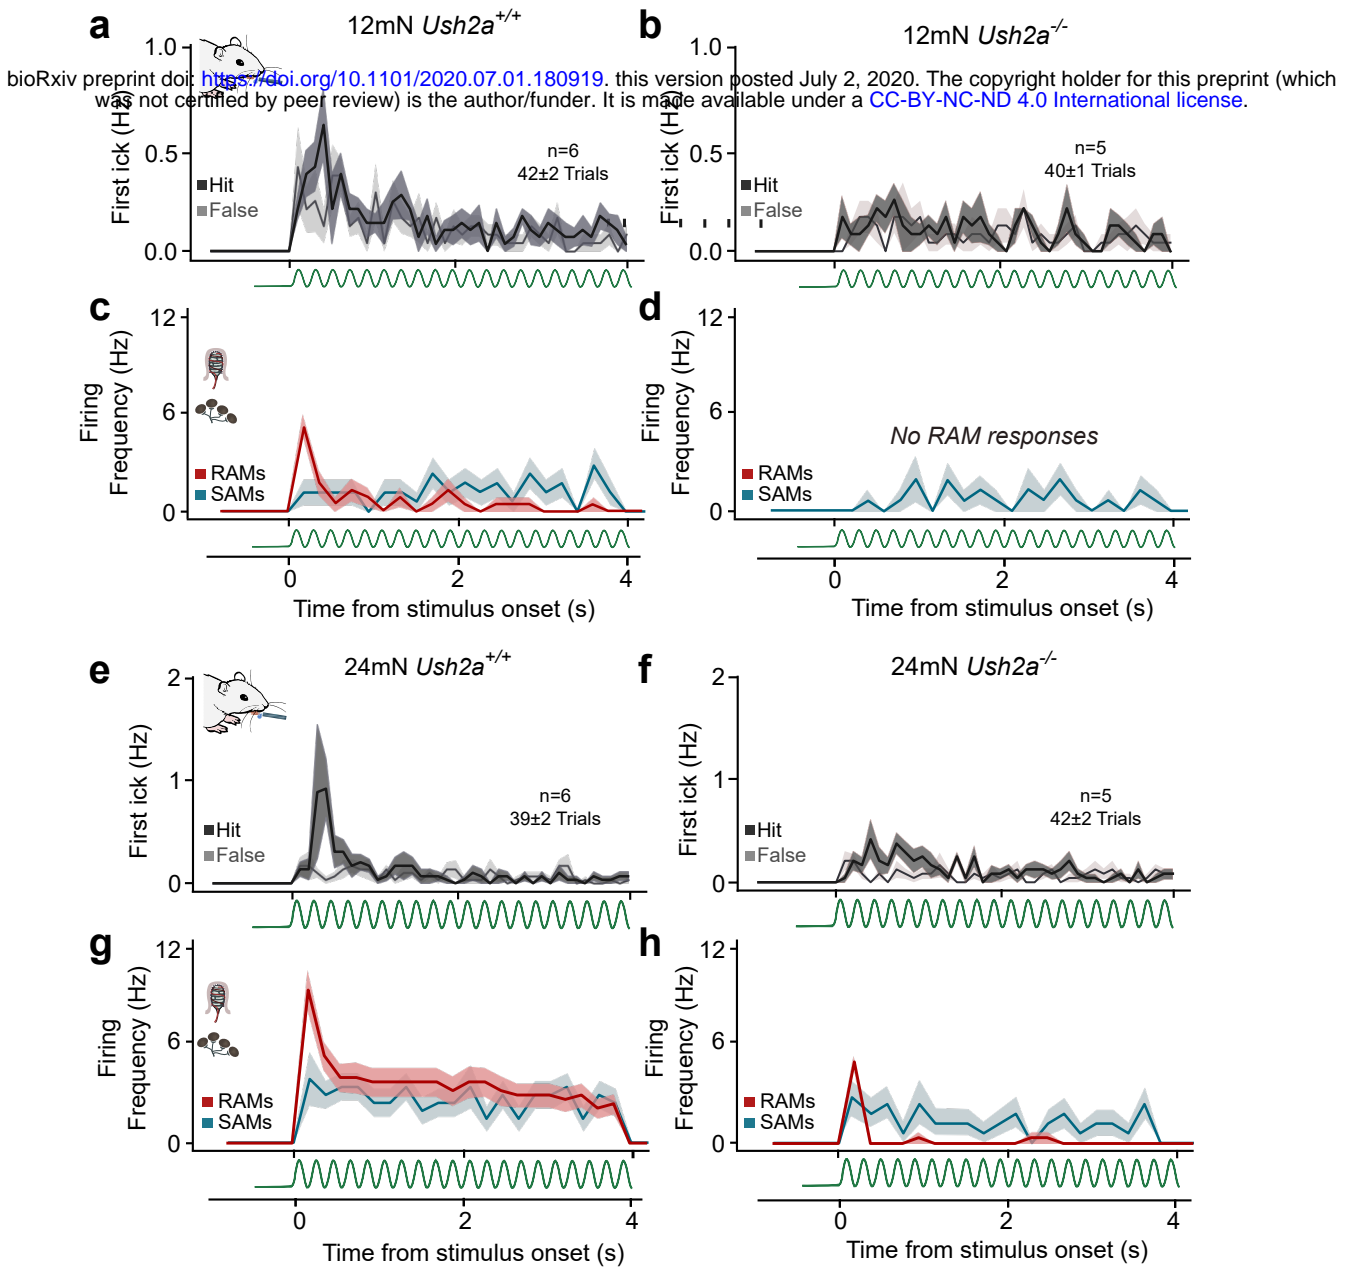 a
12mN Ush2a+/+
b
12mN Ush2a-/-
bioRxiv preprint doi: https://doi.org/10.1101/2020.07.01.180919. this version posted July 2, 2020. The copyright holder for this preprint (which
was not certified by peer review) is the author/funder. It is made available under a CC-BY-NC-ND 4.0 International license.
1.0
0.5
0.0
First ick (Hz)
Hit
False
n=6
42±2 Trials
1.0
0.5
0.0
First ick (Hz)
Hit
False
n=5
40±1 Trials
c
12
6
0
Firing
Frequency (Hz)
RAMs
SAMs
0
2
4
Time from stimulus onset (s)
d
12
6
0
Firing
Frequency (Hz)
No RAM responses
RAMs
SAMs
0
2
4
Time from stimulus onset (s)
e
24mN Ush2a+/+
2
1
0
First ick (Hz)
Hit
False
n=6
39±2 Trials
f
24mN Ush2a-/-
2
1
0
First ick (Hz)
Hit
False
n=5
42±2 Trials
g
12
6
0
Firing
Frequency (Hz)
RAMs
SAMs
0
2
4
Time from stimulus onset (s)
h
12
6
0
Firing
Frequency (Hz)
RAMs
SAMs
0
2
4
Time from stimulus onset (s)